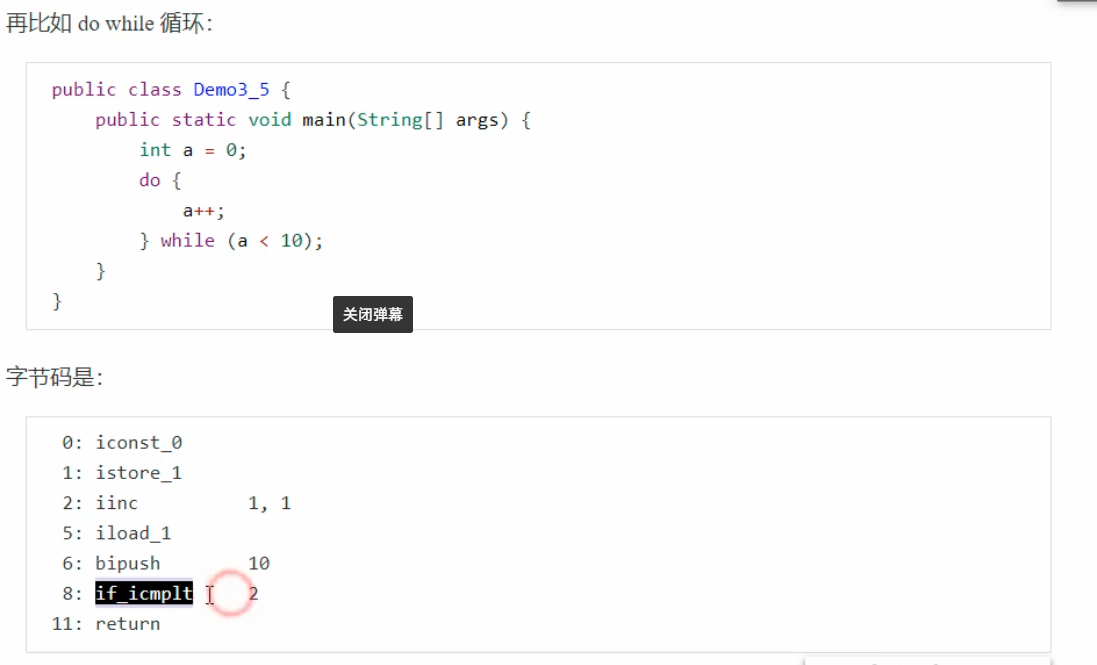 再比如 do while 循环：
public class Demo3_5 {
    public static void main(String[] args) {
        int a = 0;
        do {
            a++;
        } while (a < 10);
    }
}
关闭弹幕
字节码是：
 0: iconst_0
 1: istore_1
 2: iinc          1, 1
 5: iload_1
 6: bipush        10
 8: if_icmplt     2
11: return